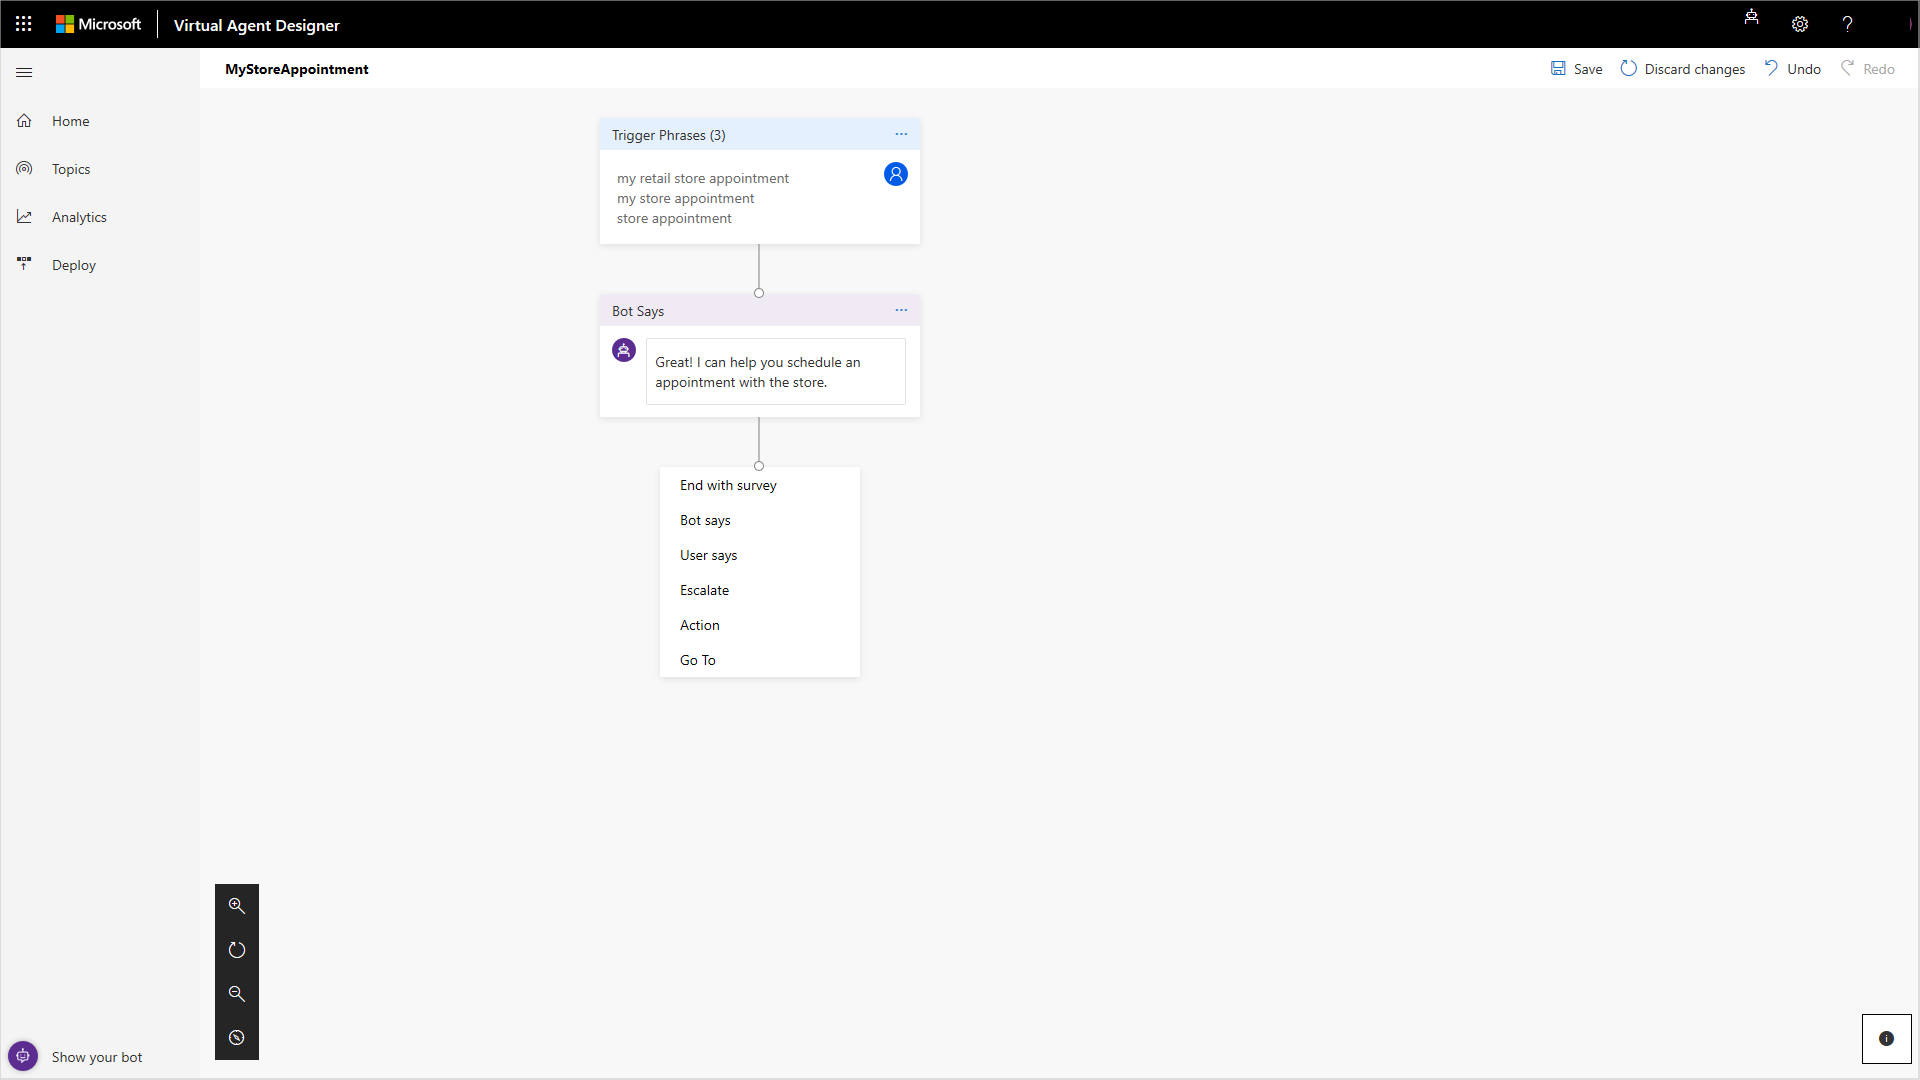 Microsoft
Virtual Agent Designer
MyStoreAppointment
Save
Discard changes
Undo
Redo
Home
Topics
Analytics
Deploy
Trigger Phrases (3)
my retail store appointment
my store appointment
store appointment
Bot Says
Great! I can help you schedule an
appointment with the store.
End with survey
Bot says
User says
Escalate
Action
Go To
Show your bot